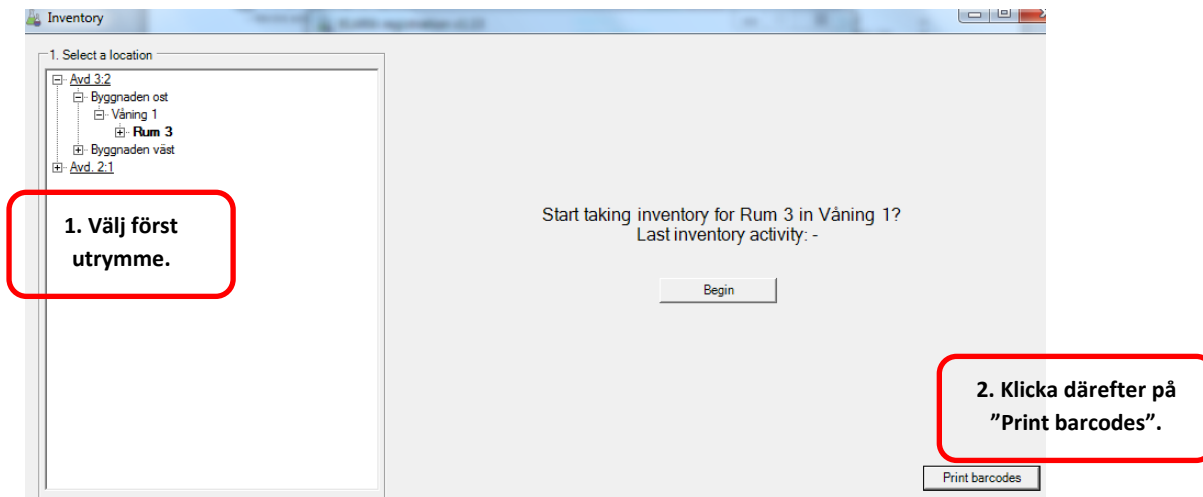 Inventory
1. Select a location
Avd 3:2
Byggnaden ost
Våning 1
Rum 3
Byggnaden väst
Avd. 2:1
1. Välj först
utrymme.
Start taking inventory for Rum 3 in Våning 1?
Last inventory activity: -
Begin
2. Klicka därefter på
”Print barcodes”.
Print barcodes